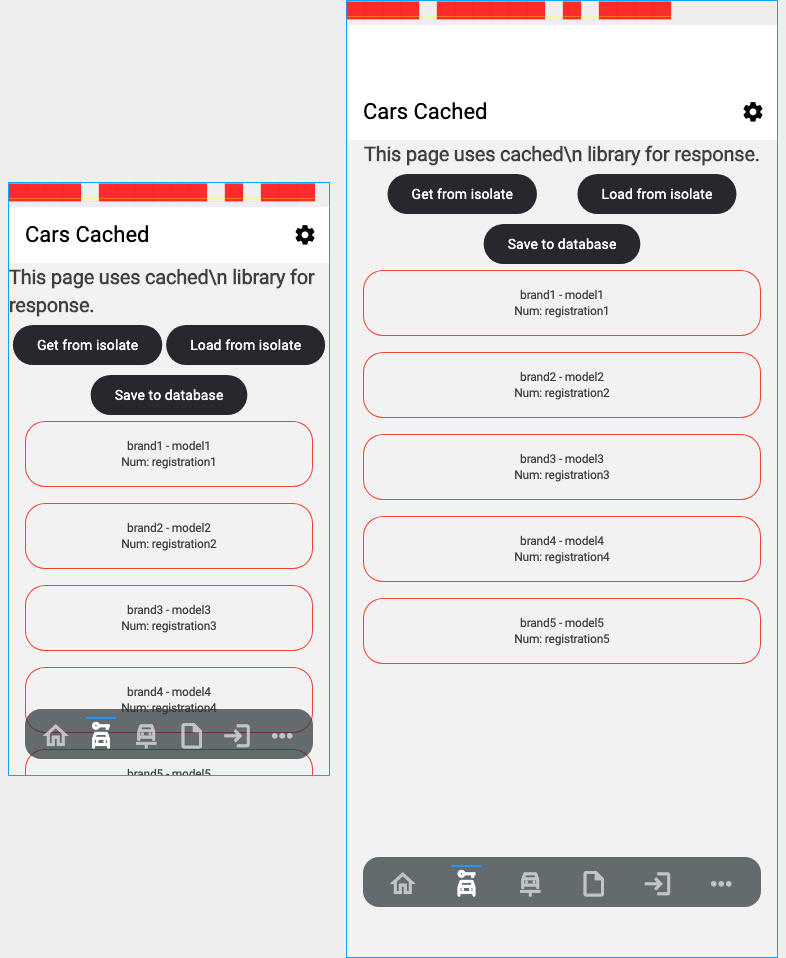 Cars Cached
This page uses cached\n library for
response.
Get from isolate
Load from isolate
Save to database
brand1 - model1
Num: registration1
brand2 - model2
Num: registration2
brand3 - model3
Num: registration3
brand4 - model4
Num: registration4
brand5 - model5
Cars Cached
This page uses cached\n library for response.
Get from isolate
Load from isolate
Save to database
brand1 - model1
Num: registration1
brand2 - model2
Num: registration2
brand3 - model3
Num: registration3
brand4 - model4
Num: registration4
brand5 - model5
Num: registration5